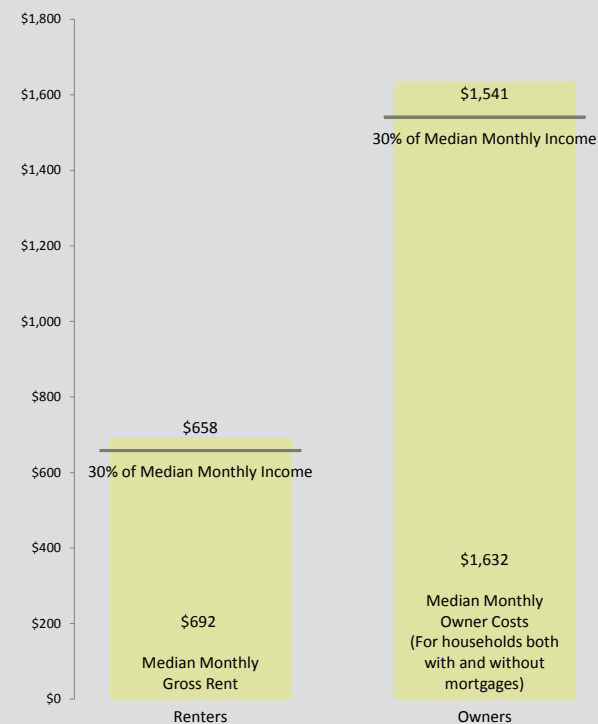 $1,800
$1,600
$1,400
$1,200
$1,000
$800
$600
$400
$200
$0
$658
30% of Median Monthly Income
$692
Median Monthly
Gross Rent
Renters
$1,541
30% of Median Monthly Income
$1,632
Median Monthly
Owner Costs
(For households both
with and without
mortgages)
Owners